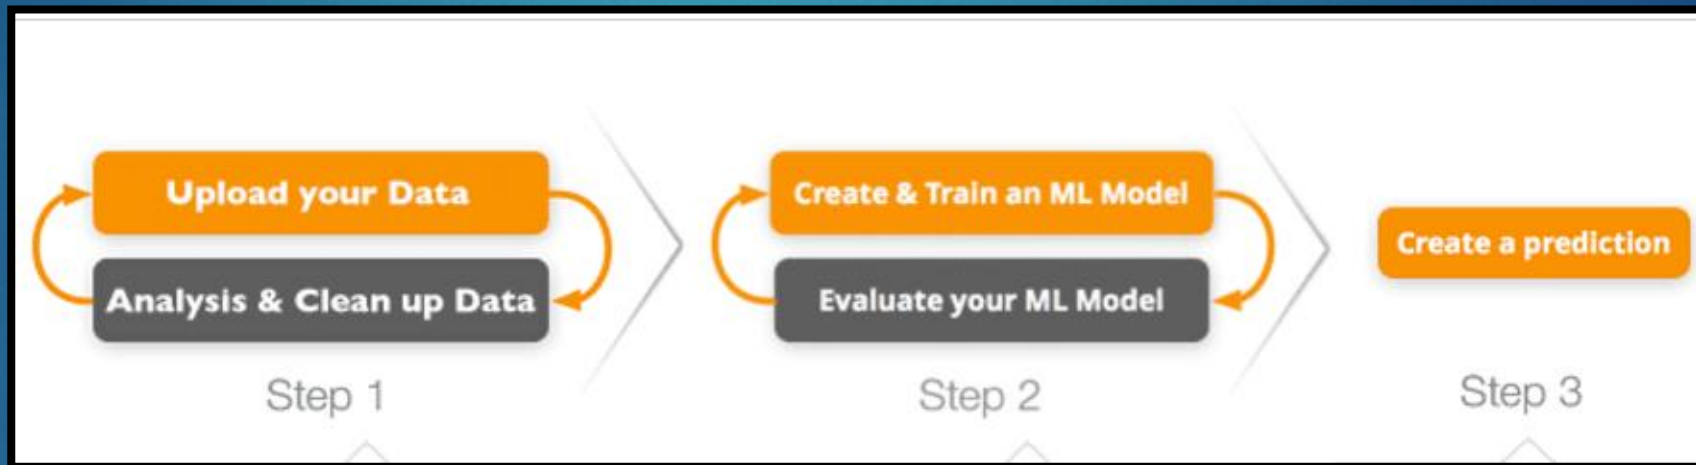 Upload your Data
Analysis & Clean up Data
Step 1
Create & Train an ML Model
Evaluate your ML Model
Step 2
Create a prediction
Step 3